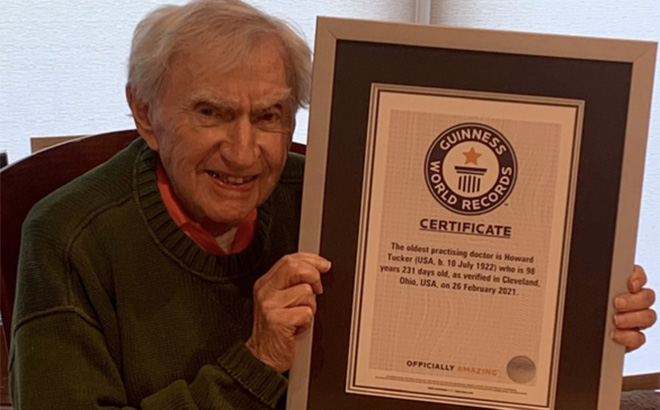 GUINNESS
WORLD RECORDS
CERTIFICATE
The oldest practising doctor is Howard
Tucker (USA, b. 10 July 1922) who is 98
years 231 days old, as verified in Cleveland,
Ohio, USA, on 26 February 2021.
OFFICIALLY AMAZING